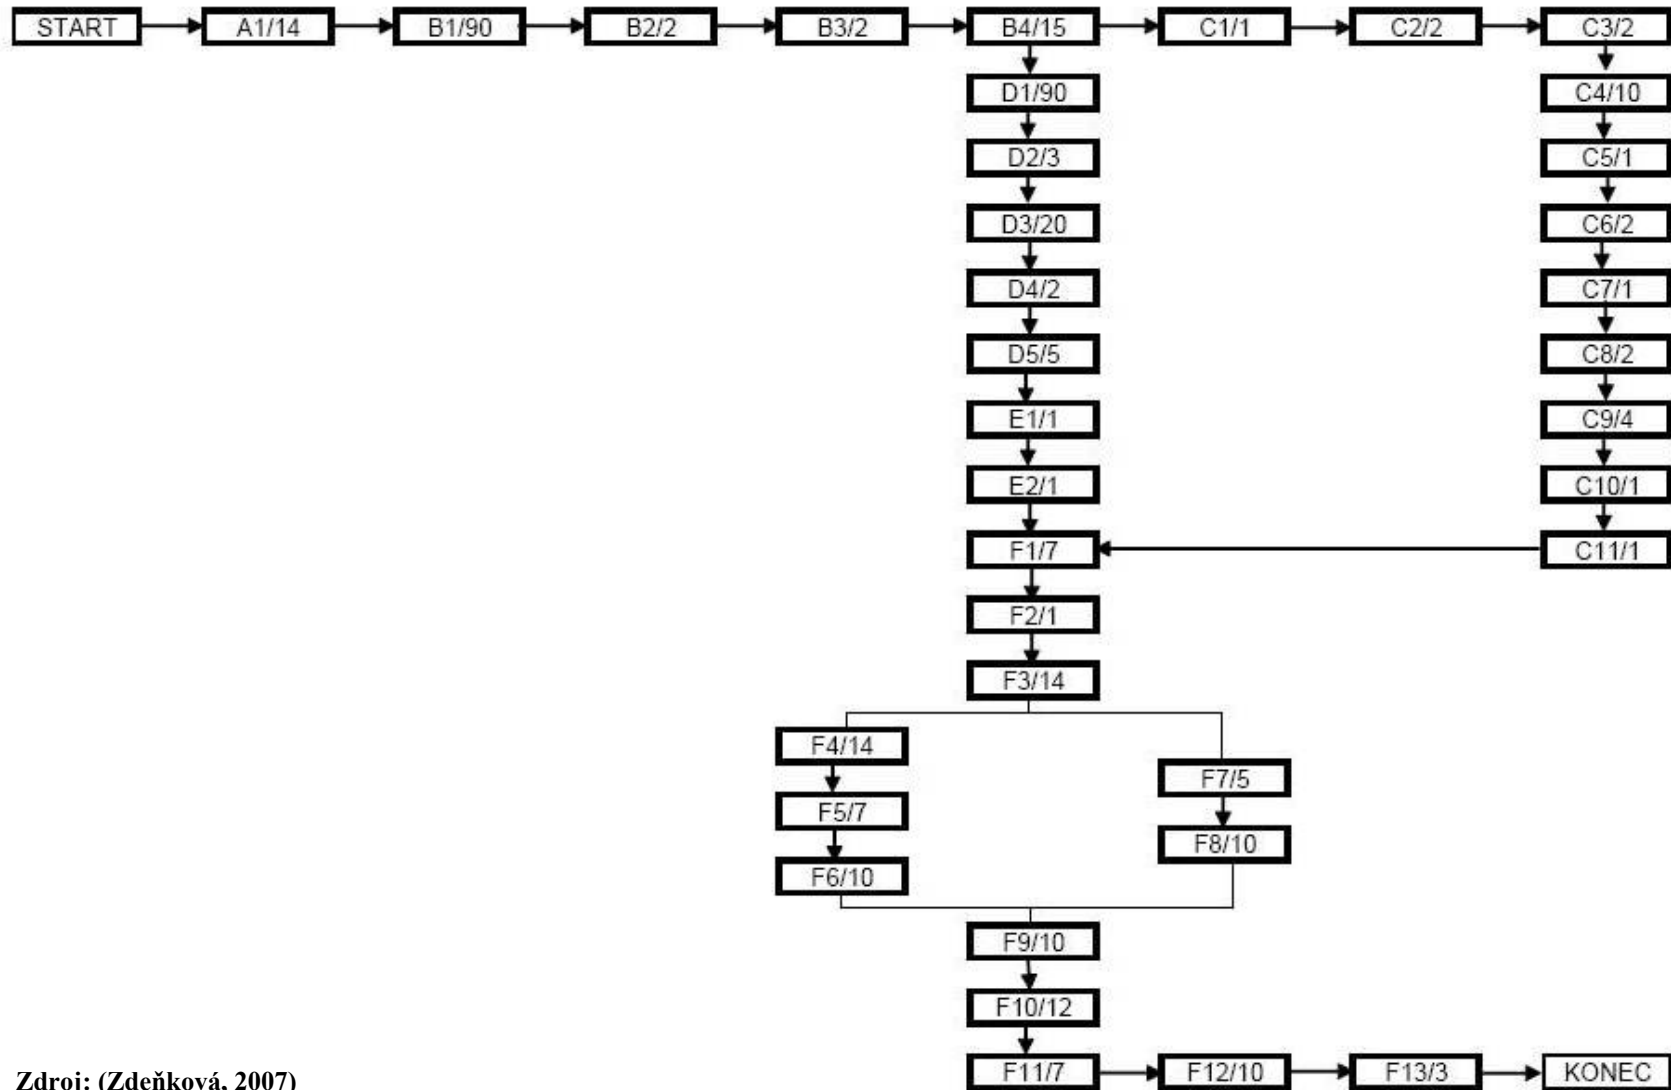 START A1/14 B1/90 B2/2 B3/2 B4/15 C1/1 C2/2 C3/2
D1/90 C4/10
D2/3 C5/1
D3/20 C6/2
D4/2 C7/1
D5/5 C8/2
E1/1 C9/4
E2/1 C10/1
F1/7 C11/1
F2/1
F3/14
F4/14
F7/5
F5/7
F8/10
F6/10
F9/10
F10/12
F11/7 F12/10 F13/3 KONEC
Zdroj: (Zdeňková, 2007)